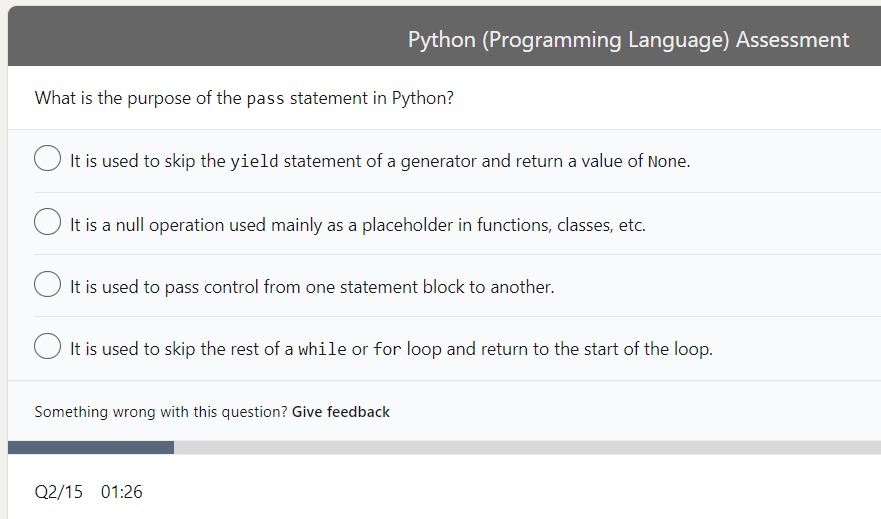 Python (Programming Language) Assessment
What is the purpose of the pass statement in Python?
It is used to skip the yield statement of a generator and return a value of None.
It is a null operation used mainly as a placeholder in functions, classes, etc.
It is used to pass control from one statement block to another.
It is used to skip the rest of a while or for loop and return to the start of the loop.
Something wrong with this question? Give feedback
Q2/15 01:26